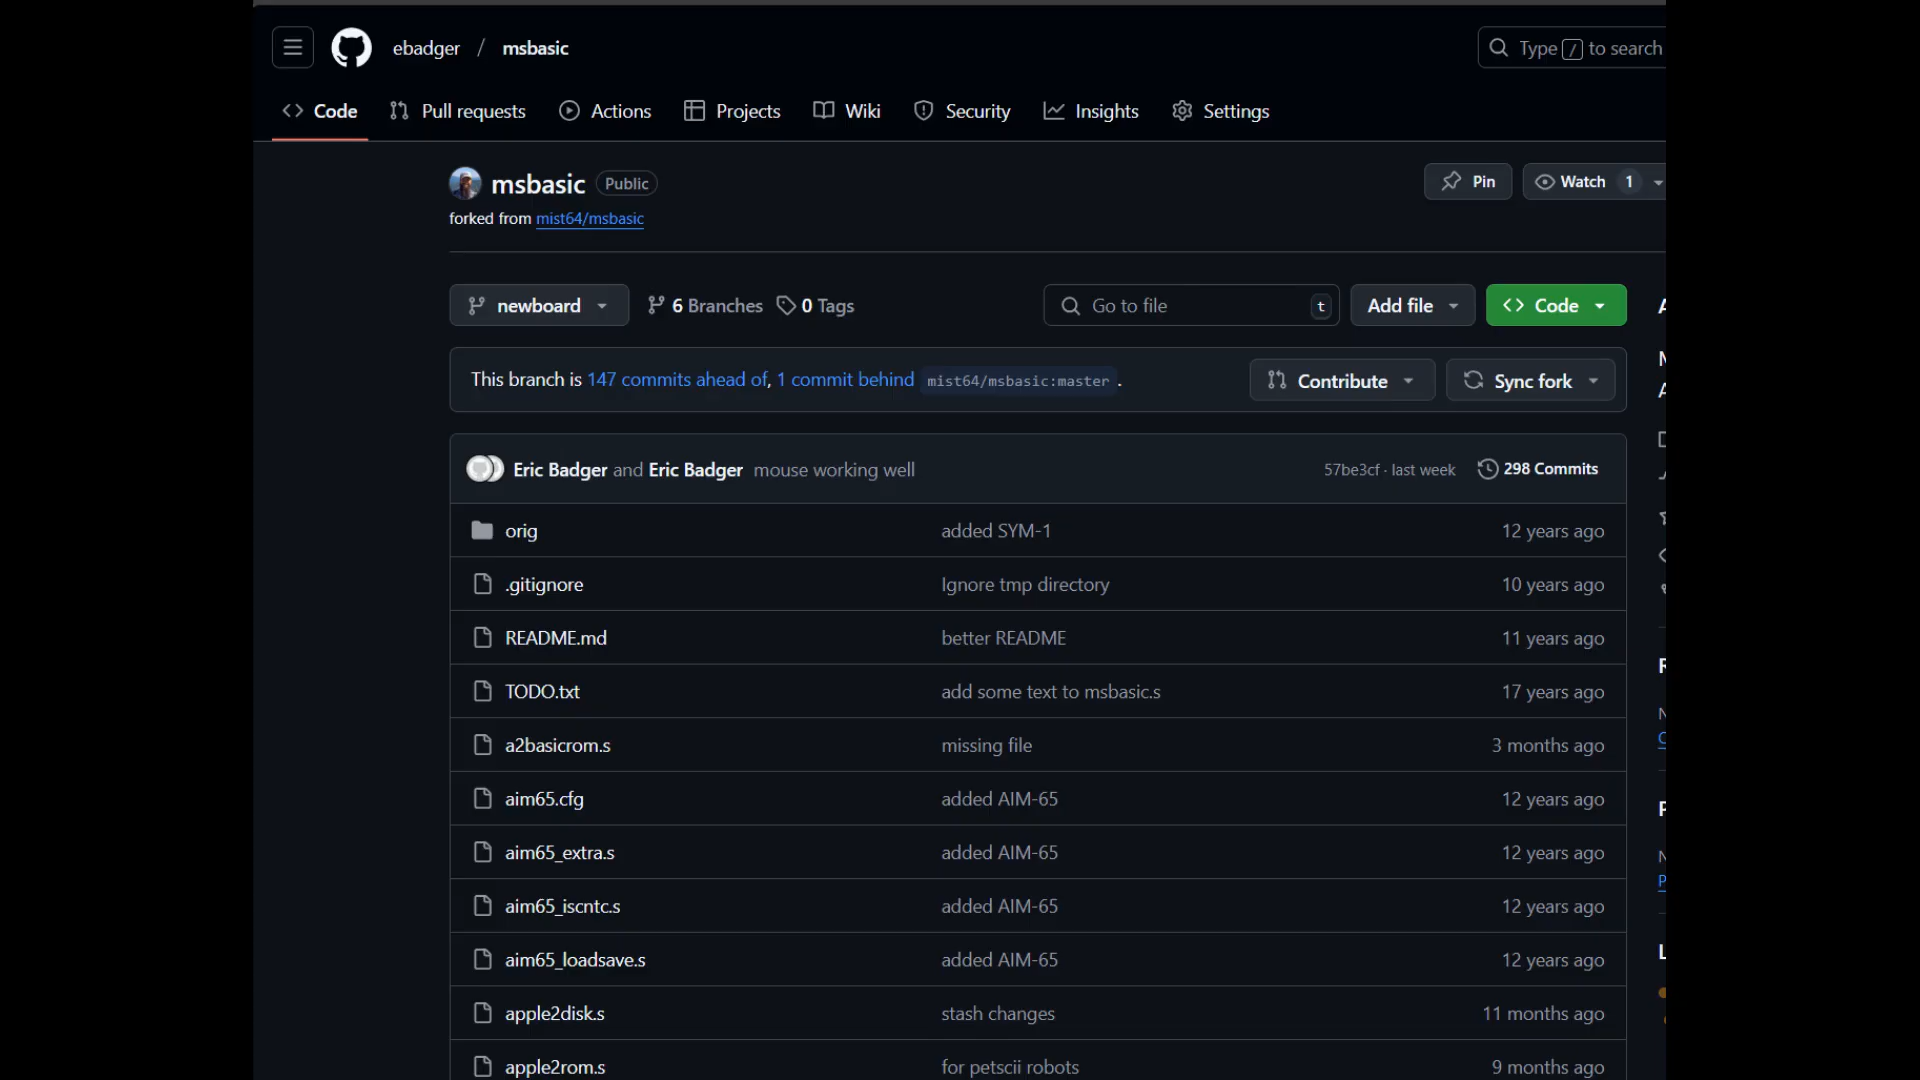 ebadger / msbasic
Type / to search
Code Pull requests Actions Projects Wiki Security Insights Settings
msbasic Public
Pin Watch 1
forked from mist64/msbasic
newboard 6 Branches 0 Tags Go to file t Add file Code
This branch is 147 commits ahead of, 1 commit behind mist64/msbasic:master .
Contribute Sync fork
Eric Badger and Eric Badger mouse working well 57be3cf · last week 298 Commits
orig added SYM-1 12 years ago
.gitignore Ignore tmp directory 10 years ago
README.md better README 11 years ago
TODO.txt add some text to msbasic.s 17 years ago
a2basicrom.s missing file 3 months ago
aim65.cfg added AIM-65 12 years ago
aim65_extra.s added AIM-65 12 years ago
aim65_iscntc.s added AIM-65 12 years ago
aim65_loadsave.s added AIM-65 12 years ago
apple2disk.s stash changes 11 months ago
apple2rom.s for petscii robots 9 months ago